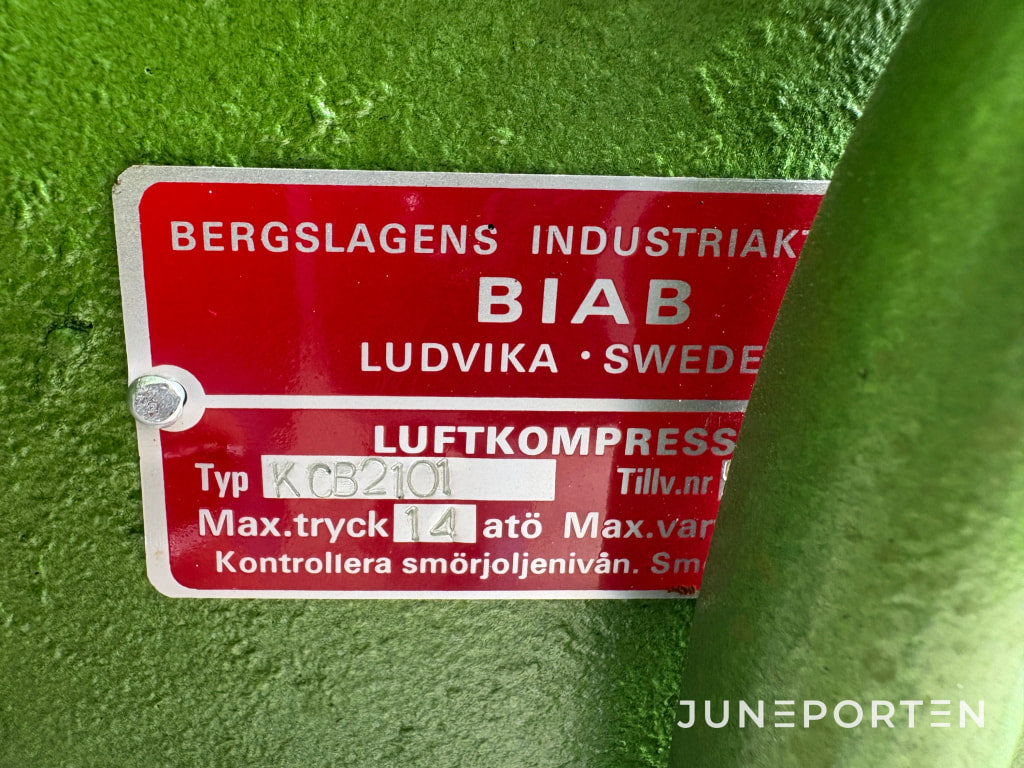 BERGSLAGENS INDUSTRIAKT
BIAB
LUDVIKA · SWEDE
LUFTKOMPRESS
Typ KCB2101 Tillv.nr
Max.tryck 14 atö Max.var
Kontrollera smörjoljenivån. Sm
JUNEPORTEN